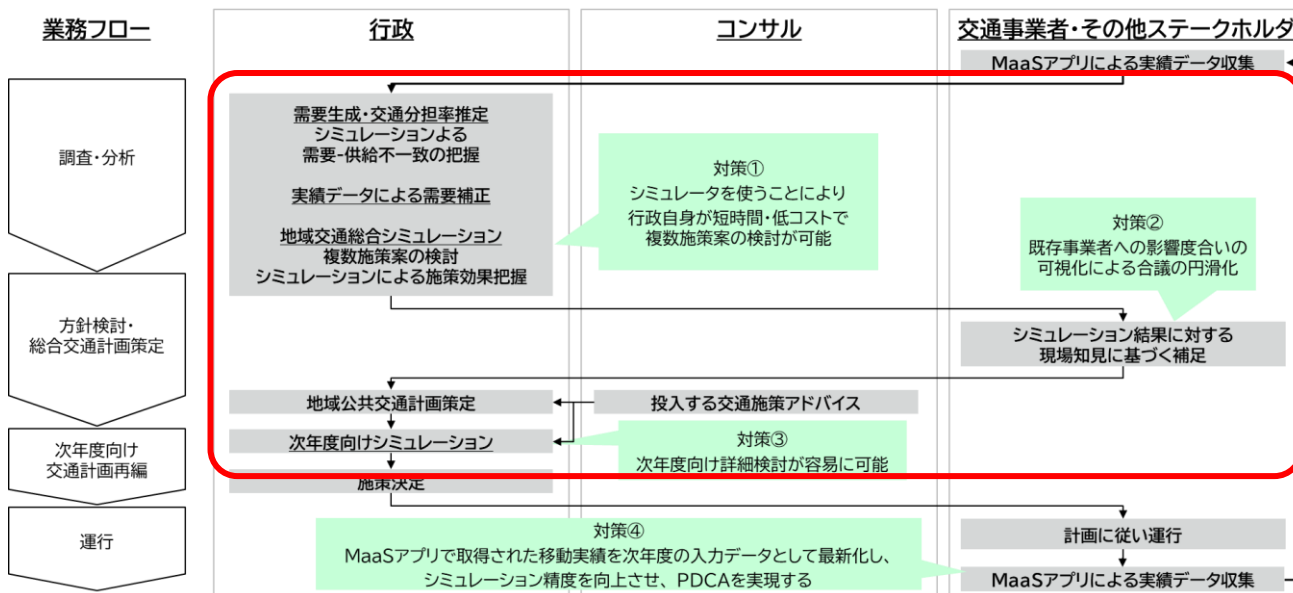 業務フロー
行政
コンサル
交通事業者・その他ステークホルダ
MaaSアプリによる実績データ収集
調査・分析
需要生成・交通分担率推定
シミュレーションよる
需要-供給不一致の把握
実績データによる需要補正
地域交通総合シミュレーション
複数施策案の検討
シミュレーションによる施策効果把握
対策①
シミュレータを使うことにより
行政自身が短時間・低コストで
複数施策案の検討が可能
対策②
既存事業者への影響度合いの
可視化による合議の円滑化
方針検討・
総合交通計画策定
シミュレーション結果に対する
現場知見に基づく補足
地域公共交通計画策定
投入する交通施策アドバイス
次年度向け
交通計画再編
次年度向けシミュレーション
対策③
次年度向け詳細検討が容易に可能
施策決定
運行
対策④
MaaSアプリで取得された移動実績を次年度の入力データとして最新化し、
シミュレーション精度を向上させ、PDCAを実現する
計画に従い運行
MaaSアプリによる実績データ収集